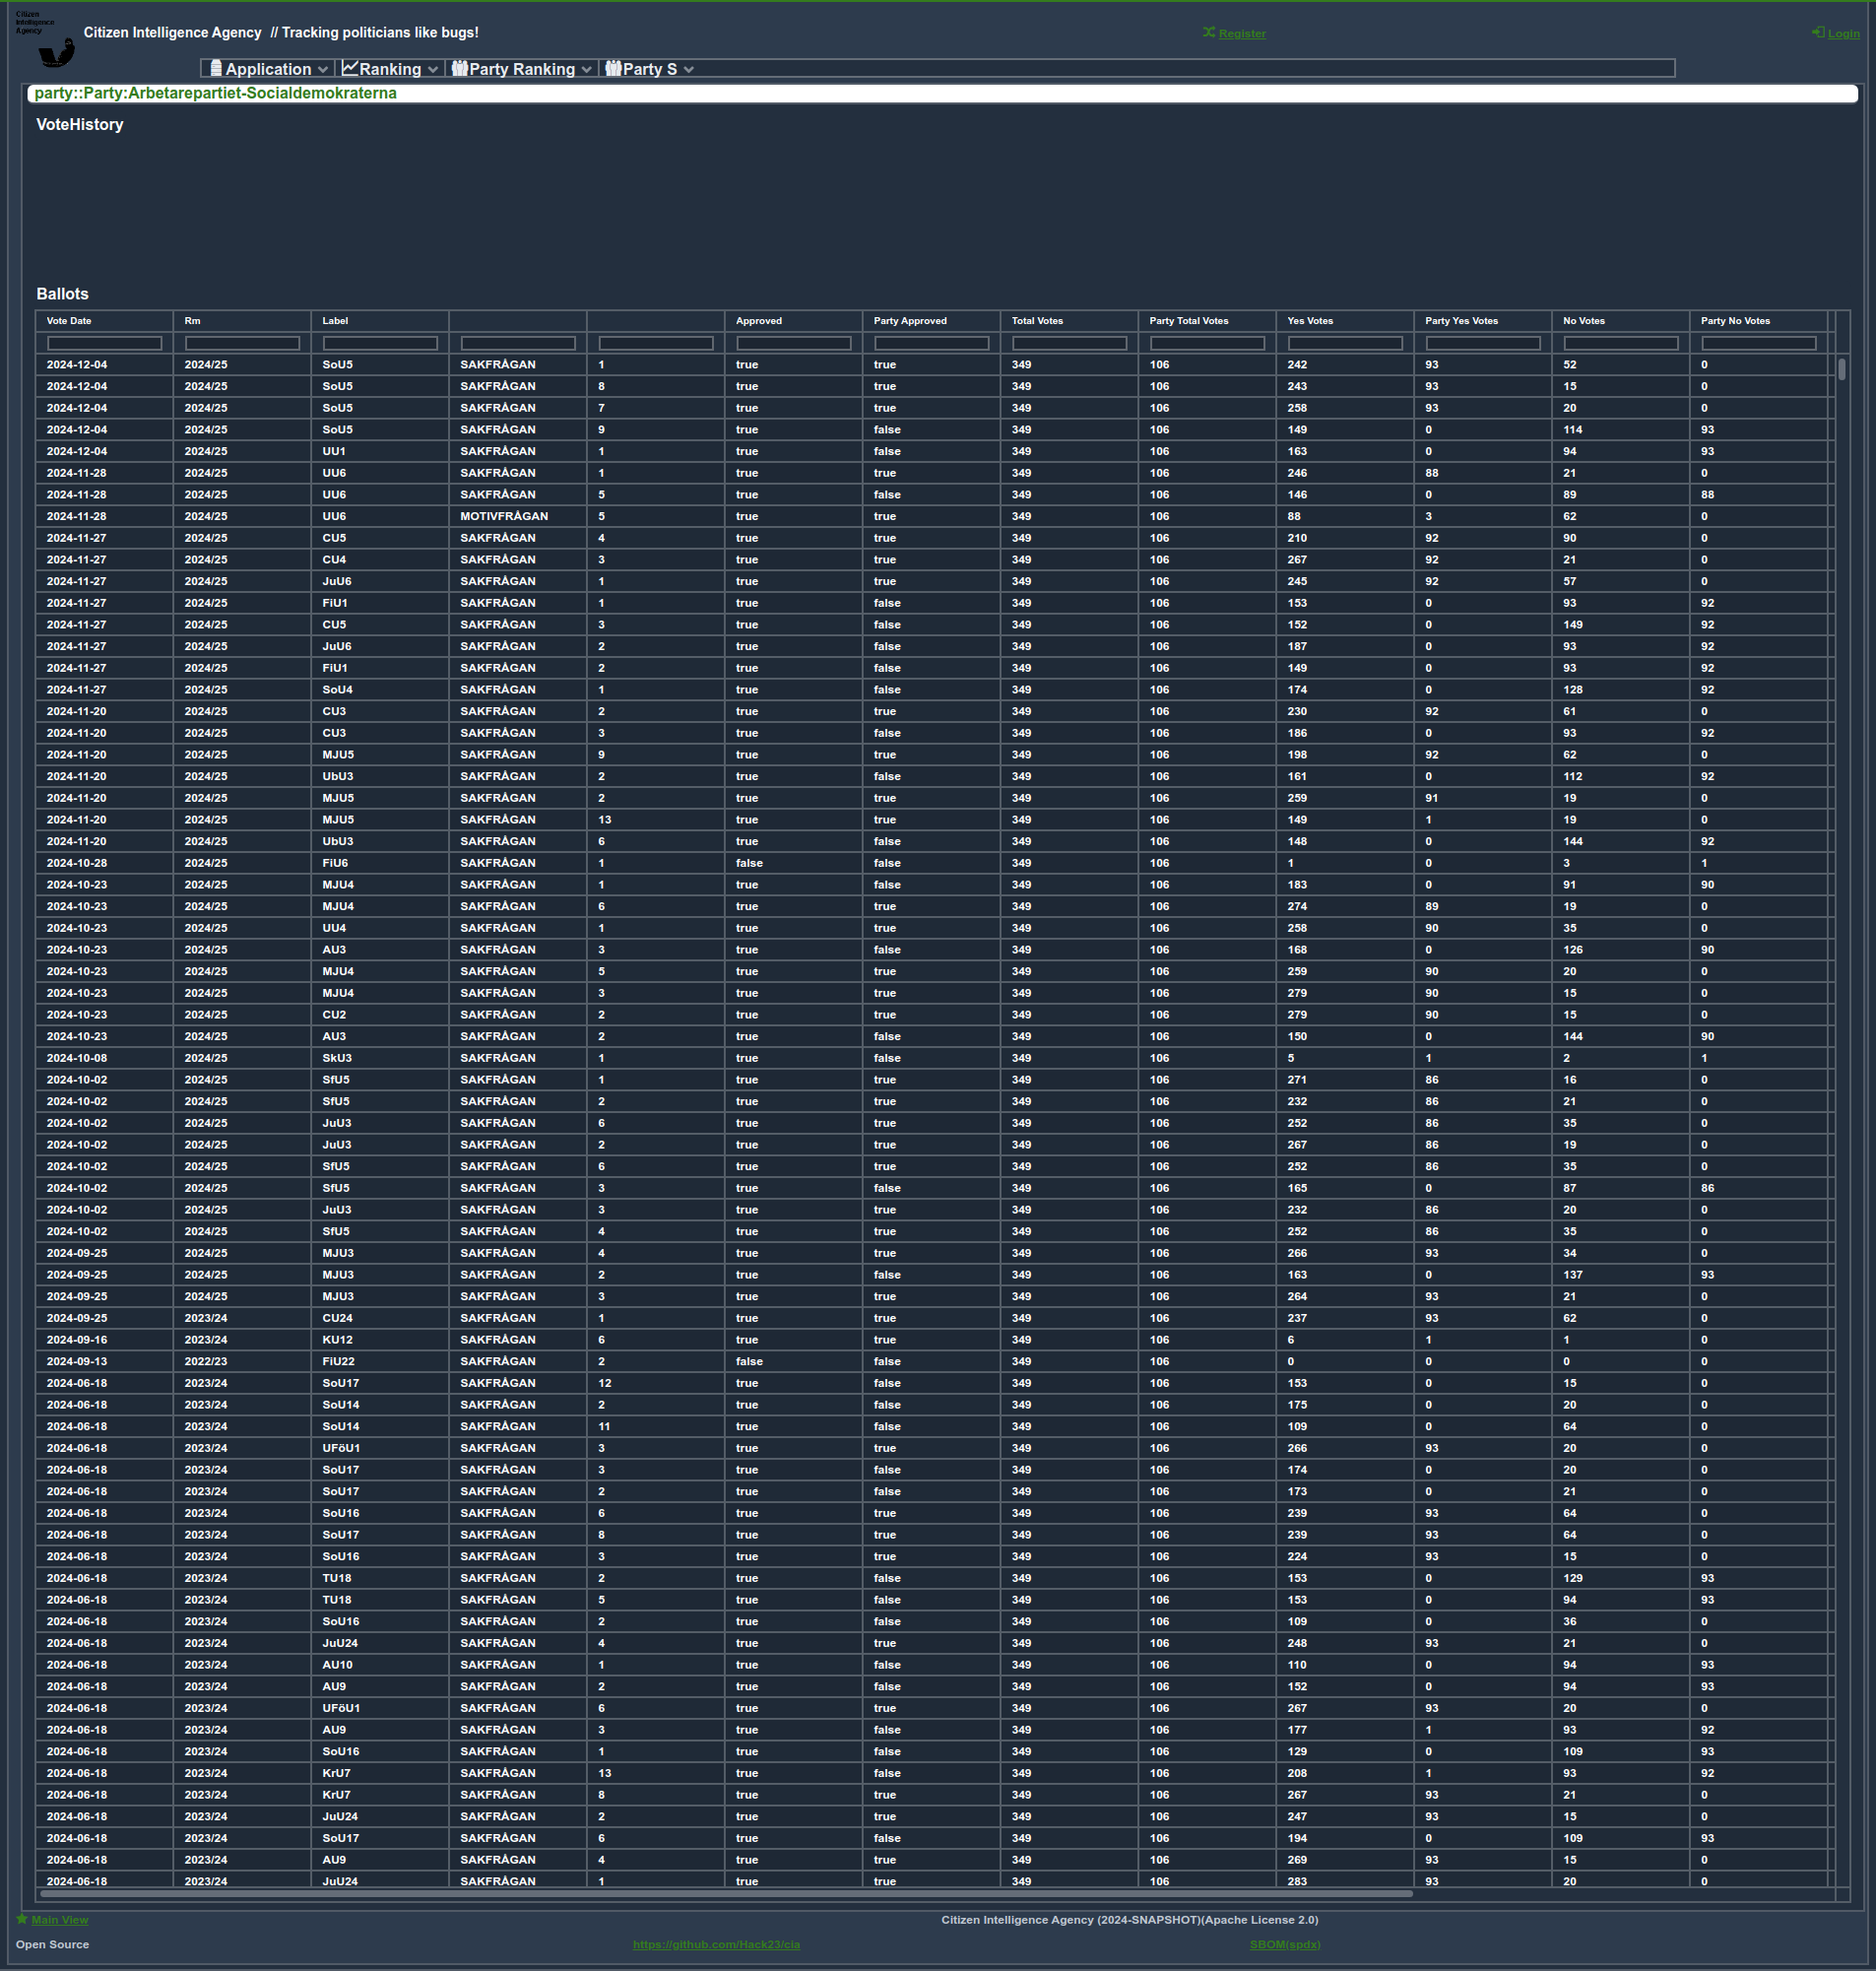 Citizen
Intelligence
Agency
Citizen Intelligence Agency // Tracking politicians like bugs!
Register
Login
Application Ranking Party Ranking Party S
party::Party:Arbetarepartiet-Socialdemokraterna
VoteHistory
Ballots
Vote Date Rm Label Approved Party Approved Total Votes Party Total Votes Yes Votes Party Yes Votes No Votes Party No Votes
2024-12-04 2024/25 SoU5 SAKFRÅGAN 1 true true 349 106 242 93 52 0
2024-12-04 2024/25 SoU5 SAKFRÅGAN 8 true true 349 106 243 93 15 0
2024-12-04 2024/25 SoU5 SAKFRÅGAN 7 true true 349 106 258 93 20 0
2024-12-04 2024/25 SoU5 SAKFRÅGAN 9 true false 349 106 149 0 114 93
2024-12-04 2024/25 UU1 SAKFRÅGAN 1 true false 349 106 163 0 94 93
2024-11-28 2024/25 UU6 SAKFRÅGAN 1 true true 349 106 246 88 21 0
2024-11-28 2024/25 UU6 SAKFRÅGAN 5 true false 349 106 146 0 89 88
2024-11-28 2024/25 UU6 MOTIVFRÅGAN 5 true true 349 106 88 3 62 0
2024-11-27 2024/25 CU5 SAKFRÅGAN 4 true true 349 106 210 92 90 0
2024-11-27 2024/25 CU4 SAKFRÅGAN 3 true true 349 106 267 92 21 0
2024-11-27 2024/25 JuU6 SAKFRÅGAN 1 true true 349 106 245 92 57 0
2024-11-27 2024/25 FiU1 SAKFRÅGAN 1 true false 349 106 153 0 93 92
2024-11-27 2024/25 CU5 SAKFRÅGAN 3 true false 349 106 152 0 149 92
2024-11-27 2024/25 JuU6 SAKFRÅGAN 2 true false 349 106 187 0 93 92
2024-11-27 2024/25 FiU1 SAKFRÅGAN 2 true false 349 106 149 0 93 92
2024-11-27 2024/25 SoU4 SAKFRÅGAN 1 true false 349 106 174 0 128 92
2024-11-20 2024/25 CU3 SAKFRÅGAN 2 true true 349 106 230 92 61 0
2024-11-20 2024/25 CU3 SAKFRÅGAN 3 true false 349 106 186 0 93 92
2024-11-20 2024/25 MJU5 SAKFRÅGAN 9 true true 349 106 198 92 62 0
2024-11-20 2024/25 UbU3 SAKFRÅGAN 2 true false 349 106 161 0 112 92
2024-11-20 2024/25 MJU5 SAKFRÅGAN 2 true true 349 106 259 91 19 0
2024-11-20 2024/25 MJU5 SAKFRÅGAN 13 true true 349 106 149 1 19 0
2024-11-20 2024/25 UbU3 SAKFRÅGAN 6 true false 349 106 148 0 144 92
2024-10-28 2024/25 FiU6 SAKFRÅGAN 1 false false 349 106 1 0 3 1
2024-10-23 2024/25 MJU4 SAKFRÅGAN 1 true false 349 106 183 0 91 90
2024-10-23 2024/25 MJU4 SAKFRÅGAN 6 true true 349 106 274 89 19 0
2024-10-23 2024/25 UU4 SAKFRÅGAN 1 true true 349 106 258 90 35 0
2024-10-23 2024/25 AU3 SAKFRÅGAN 3 true false 349 106 168 0 126 90
2024-10-23 2024/25 MJU4 SAKFRÅGAN 5 true true 349 106 259 90 20 0
2024-10-23 2024/25 MJU4 SAKFRÅGAN 3 true true 349 106 279 90 15 0
2024-10-23 2024/25 CU2 SAKFRÅGAN 2 true true 349 106 279 90 15 0
2024-10-23 2024/25 AU3 SAKFRÅGAN 2 true false 349 106 150 0 144 90
2024-10-08 2024/25 SkU3 SAKFRÅGAN 1 true false 349 106 5 1 2 1
2024-10-02 2024/25 SfU5 SAKFRÅGAN 1 true true 349 106 271 86 16 0
2024-10-02 2024/25 SfU5 SAKFRÅGAN 2 true true 349 106 232 86 21 0
2024-10-02 2024/25 JuU3 SAKFRÅGAN 6 true true 349 106 252 86 35 0
2024-10-02 2024/25 JuU3 SAKFRÅGAN 2 true true 349 106 267 86 19 0
2024-10-02 2024/25 SfU5 SAKFRÅGAN 6 true true 349 106 252 86 35 0
2024-10-02 2024/25 SfU5 SAKFRÅGAN 3 true false 349 106 165 0 87 86
2024-10-02 2024/25 JuU3 SAKFRÅGAN 3 true true 349 106 232 86 20 0
2024-10-02 2024/25 SfU5 SAKFRÅGAN 4 true true 349 106 252 86 35 0
2024-09-25 2024/25 MJU3 SAKFRÅGAN 4 true true 349 106 266 93 34 0
2024-09-25 2024/25 MJU3 SAKFRÅGAN 2 true false 349 106 163 0 137 93
2024-09-25 2024/25 MJU3 SAKFRÅGAN 3 true true 349 106 264 93 21 0
2024-09-25 2023/24 CU24 SAKFRÅGAN 1 true true 349 106 237 93 62 0
2024-09-16 2023/24 KU12 SAKFRÅGAN 6 true true 349 106 6 1 1 0
2024-09-13 2022/23 FiU22 SAKFRÅGAN 2 false false 349 106 0 0 0 0
2024-06-18 2023/24 SoU17 SAKFRÅGAN 12 true false 349 106 153 0 15 0
2024-06-18 2023/24 SoU14 SAKFRÅGAN 2 true false 349 106 175 0 20 0
2024-06-18 2023/24 SoU14 SAKFRÅGAN 11 true false 349 106 109 0 64 0
2024-06-18 2023/24 UFöU1 SAKFRÅGAN 3 true true 349 106 266 93 20 0
2024-06-18 2023/24 SoU17 SAKFRÅGAN 3 true false 349 106 174 0 20 0
2024-06-18 2023/24 SoU17 SAKFRÅGAN 2 true false 349 106 173 0 21 0
2024-06-18 2023/24 SoU16 SAKFRÅGAN 6 true true 349 106 239 93 64 0
2024-06-18 2023/24 SoU17 SAKFRÅGAN 8 true true 349 106 239 93 64 0
2024-06-18 2023/24 SoU16 SAKFRÅGAN 3 true true 349 106 224 93 15 0
2024-06-18 2023/24 TU18 SAKFRÅGAN 2 true false 349 106 153 0 129 93
2024-06-18 2023/24 TU18 SAKFRÅGAN 5 true false 349 106 153 0 94 93
2024-06-18 2023/24 SoU16 SAKFRÅGAN 2 true false 349 106 109 0 36 0
2024-06-18 2023/24 JuU24 SAKFRÅGAN 4 true true 349 106 248 93 21 0
2024-06-18 2023/24 AU10 SAKFRÅGAN 1 true false 349 106 110 0 94 93
2024-06-18 2023/24 AU9 SAKFRÅGAN 2 true false 349 106 152 0 94 93
2024-06-18 2023/24 UFöU1 SAKFRÅGAN 6 true true 349 106 267 93 20 0
2024-06-18 2023/24 AU9 SAKFRÅGAN 3 true false 349 106 177 1 93 92
2024-06-18 2023/24 SoU16 SAKFRÅGAN 1 true false 349 106 129 0 109 93
2024-06-18 2023/24 KrU7 SAKFRÅGAN 13 true false 349 106 208 1 93 92
2024-06-18 2023/24 KrU7 SAKFRÅGAN 8 true true 349 106 267 93 21 0
2024-06-18 2023/24 JuU24 SAKFRÅGAN 2 true true 349 106 247 93 15 0
2024-06-18 2023/24 SoU17 SAKFRÅGAN 6 true false 349 106 194 0 109 93
2024-06-18 2023/24 AU9 SAKFRÅGAN 4 true true 349 106 269 93 15 0
2024-06-18 2023/24 JuU24 SAKFRÅGAN 1 true true 349 106 283 93 20 0
Main View
Citizen Intelligence Agency (2024-SNAPSHOT)(Apache License 2.0)
Open Source
https://github.com/Hack23/cia
SBOM(spdx)